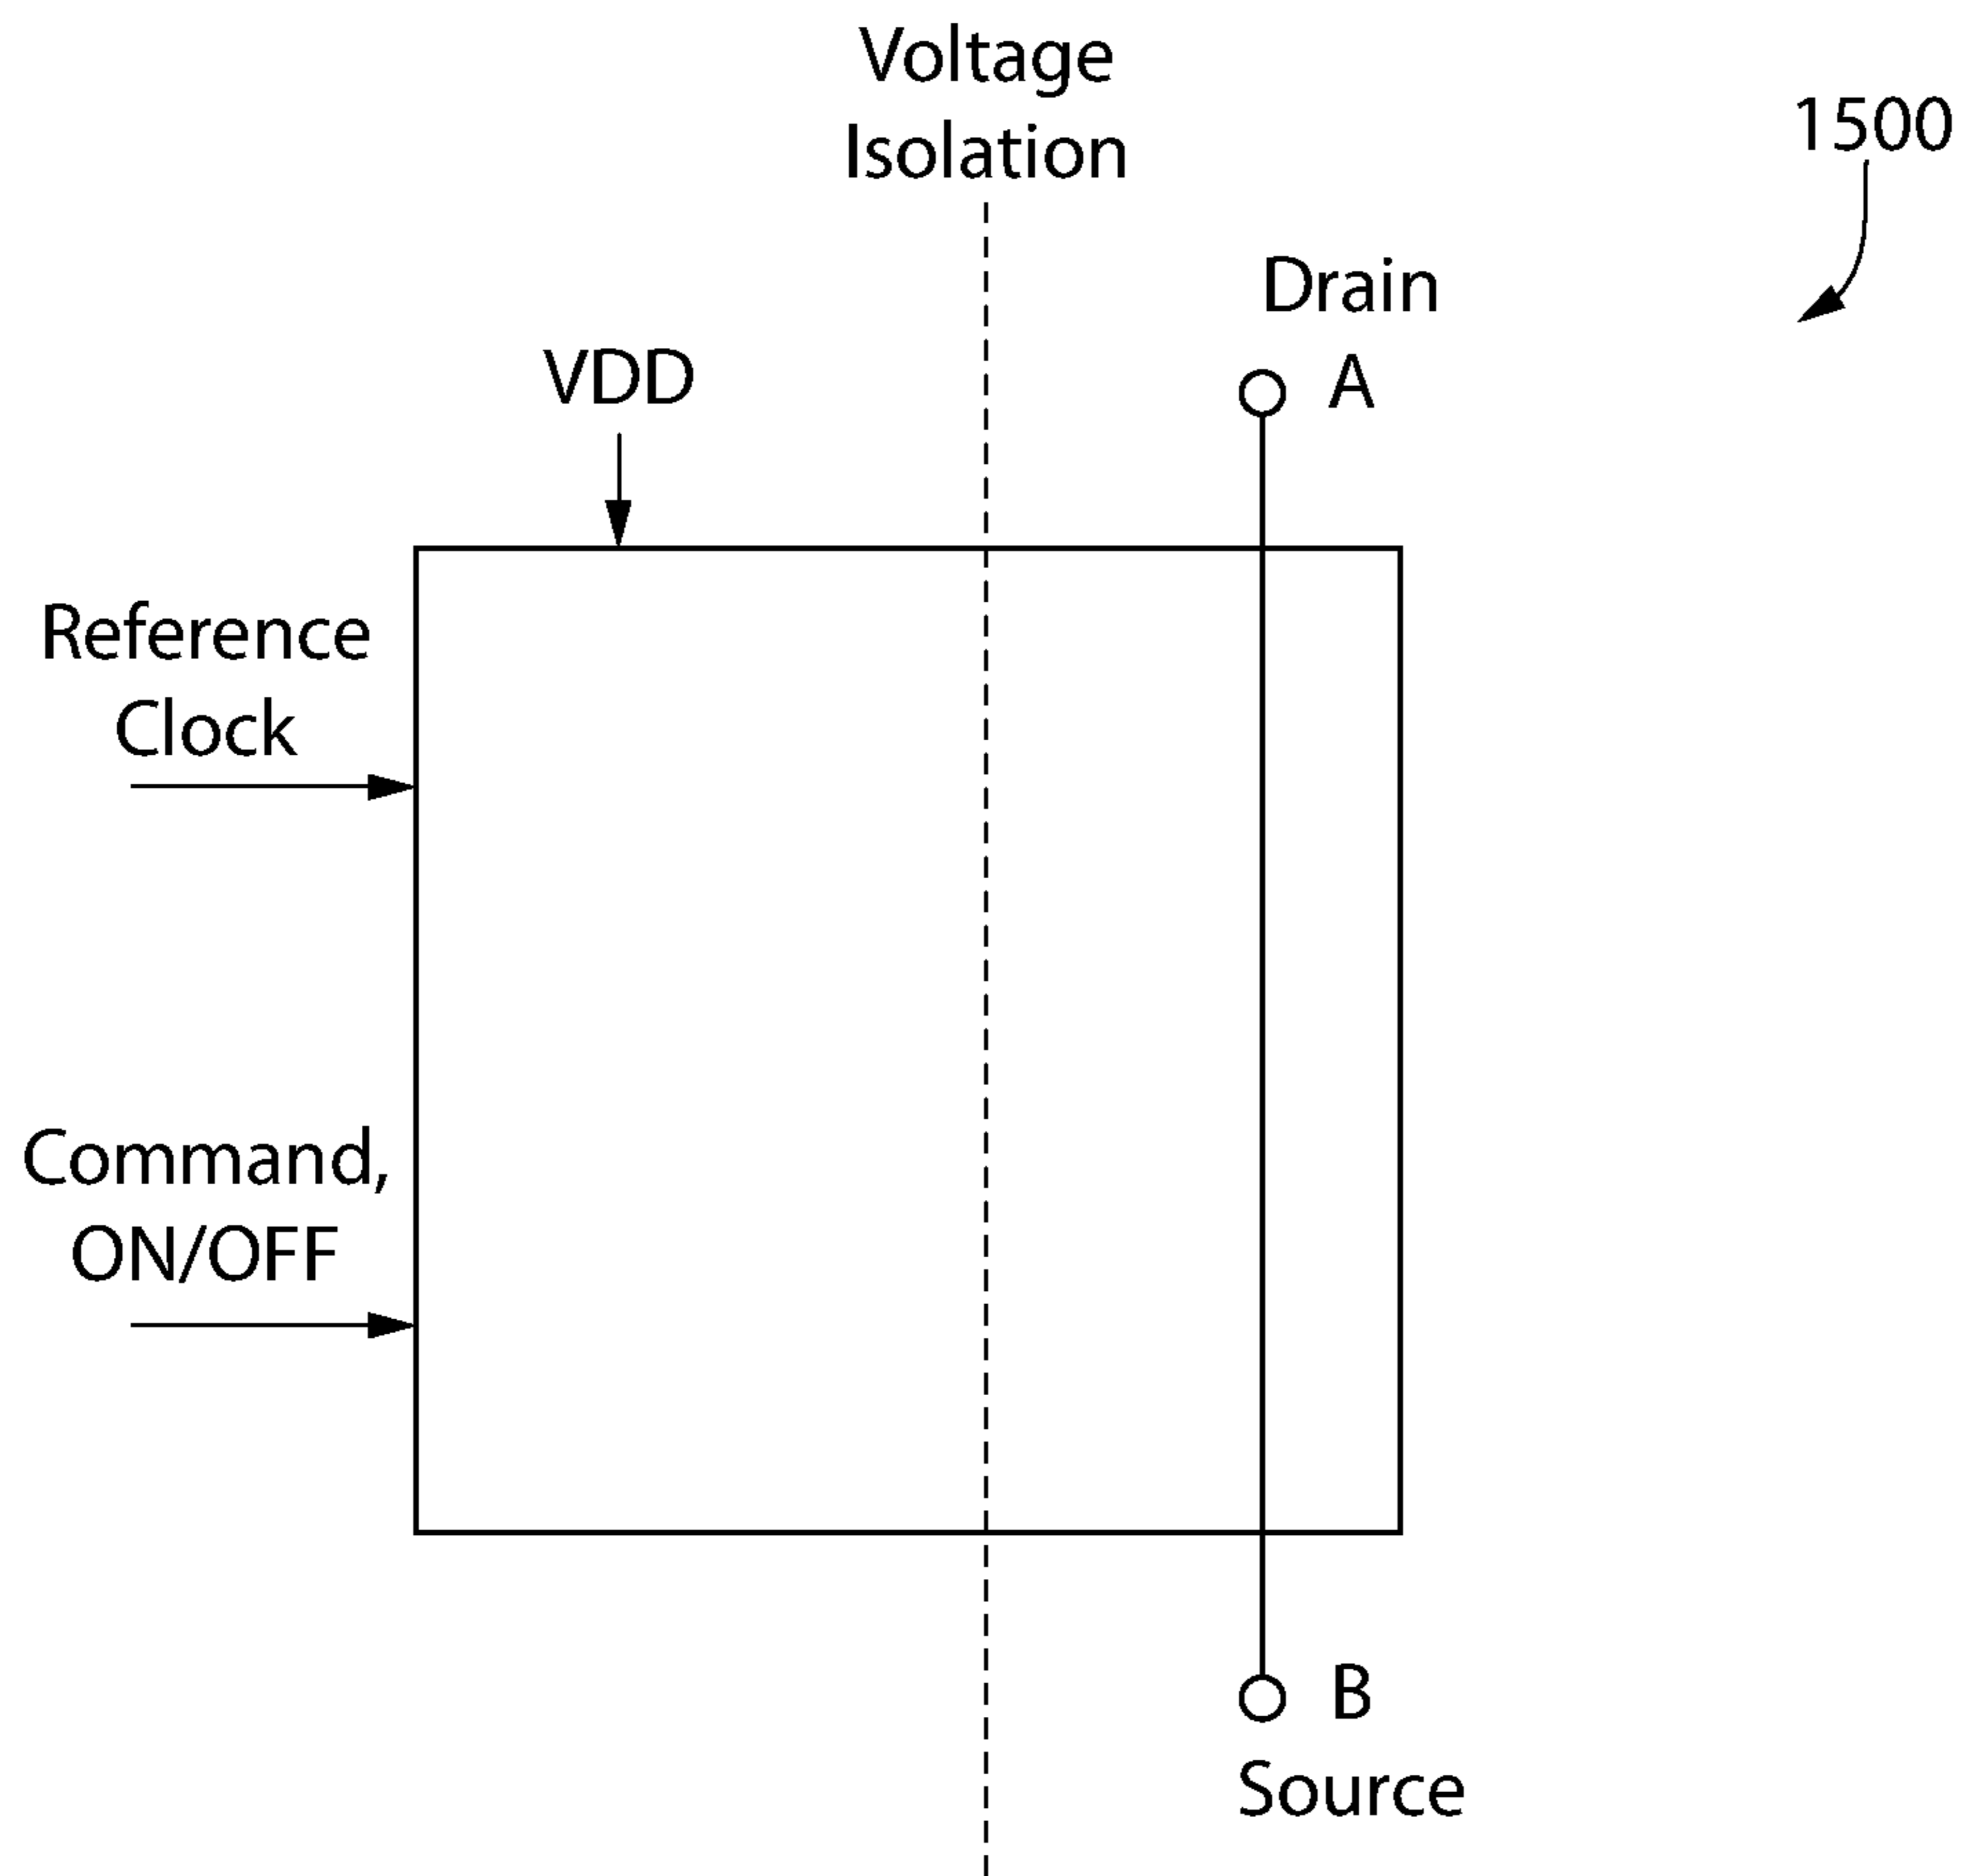 Voltage
Isolation
1500
Drain
A
VDD
Reference
Clock
Command,
ON/OFF
B
Source